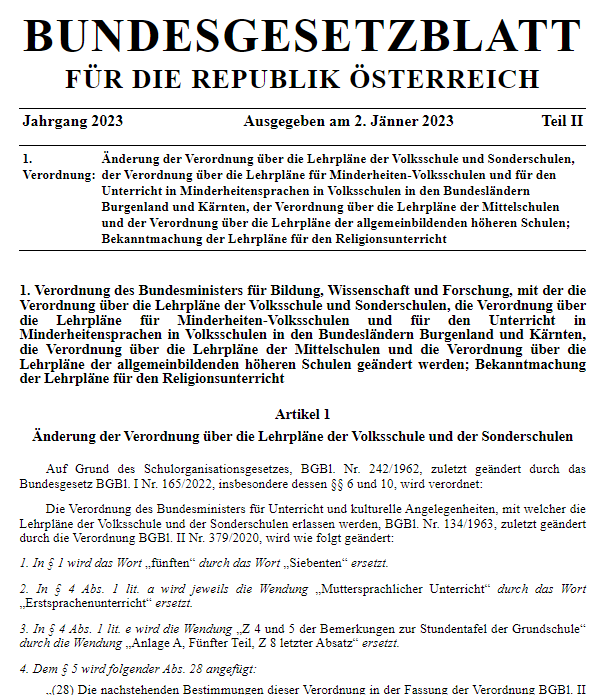 BUNDESGESETZBLATT
FÜR DIE REPUBLIK ÖSTERREICH
Jahrgang 2023 Ausgegeben am 2. Jänner 2023 Teil II
1. Änderung der Verordnung über die Lehrpläne der Volksschule und Sonderschulen,
Verordnung: der Verordnung über die Lehrpläne für Minderheiten-Volksschulen und für den
Unterricht in Minderheitensprachen in Volksschulen in den Bundesländern
Burgenland und Kärnten, der Verordnung über die Lehrpläne der Mittelschulen
und der Verordnung über die Lehrpläne der allgemeinbildenden höheren Schulen;
Bekanntmachung der Lehrpläne für den Religionsunterricht
1. Verordnung des Bundesministers für Bildung, Wissenschaft und Forschung, mit der die
Verordnung über die Lehrpläne der Volksschule und Sonderschulen, die Verordnung über
die Lehrpläne für Minderheiten-Volksschulen und für den Unterricht in
Minderheitensprachen in Volksschulen in den Bundesländern Burgenland und Kärnten,
die Verordnung über die Lehrpläne der Mittelschulen und die Verordnung über die
Lehrpläne der allgemeinbildenden höheren Schulen geändert werden; Bekanntmachung
der Lehrpläne für den Religionsunterricht
Artikel 1
Änderung der Verordnung über die Lehrpläne der Volksschule und der Sonderschulen
Auf Grund des Schulorganisationsgesetzes, BGBl. Nr. 242/1962, zuletzt geändert durch das
Bundesgesetz BGBl. I Nr. 165/2022, insbesondere dessen §§ 6 und 10, wird verordnet:
Die Verordnung des Bundesministers für Unterricht und kulturelle Angelegenheiten, mit welcher die
Lehrpläne der Volksschule und der Sonderschulen erlassen werden, BGBl. Nr. 134/1963, zuletzt geändert
durch die Verordnung BGBl. II Nr. 379/2020, wird wie folgt geändert:
1. In § 1 wird das Wort „fünften“ durch das Wort „Siebenten“ ersetzt.
2. In § 4 Abs. 1 lit. a wird jeweils die Wendung „Muttersprachlicher Unterricht“ durch das Wort
„Erstsprachenunterricht“ ersetzt.
3. In § 4 Abs. 1 lit. e wird die Wendung „Z 4 und 5 der Bemerkungen zur Stundentafel der Grundschule“
durch die Wendung „Anlage A, Fünfter Teil, Z 8 letzter Absatz“ ersetzt.
4. Dem § 5 wird folgender Abs. 28 angefügt:
„(28) Die nachstehenden Bestimmungen dieser Verordnung in der Fassung der Verordnung BGBl. II